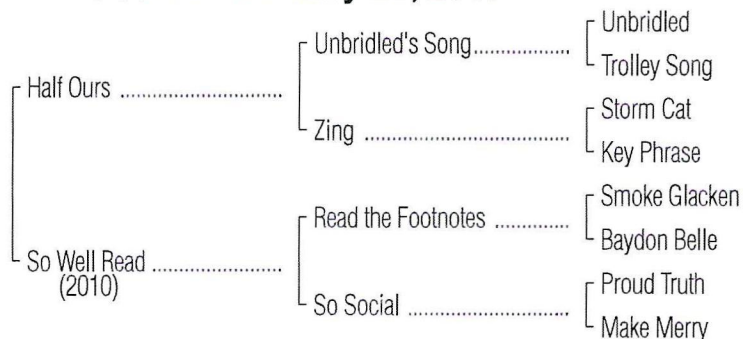 Unbridled
Unbridled's Song
Trolley Song
Half Ours
Storm Cat
Zing
Key Phrase
Smoke Glacken
Read the Footnotes
Baydon Belle
So Well Read
(2010)
Proud Truth
So Social
Make Merry